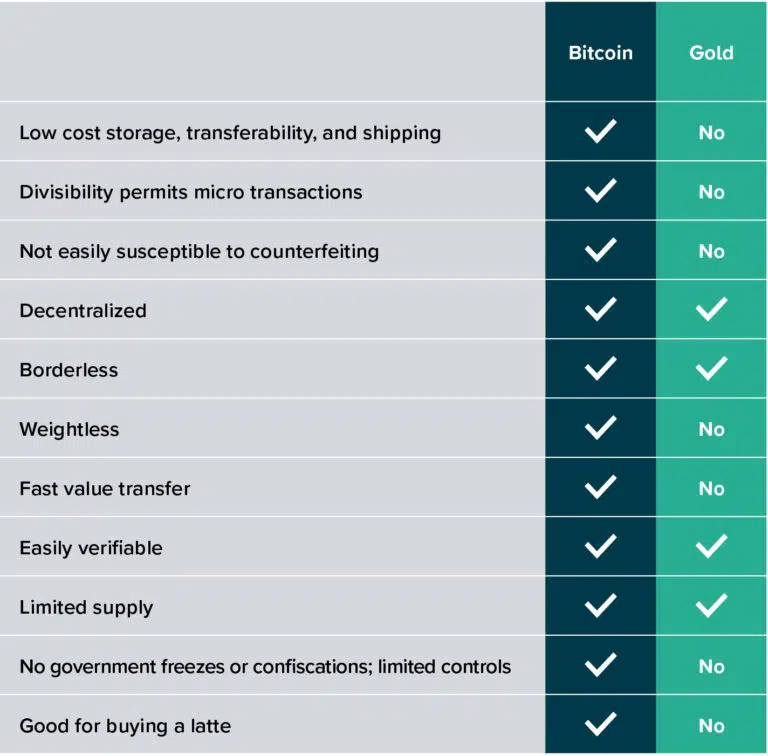 Bitcoin Gold
Low cost storage, transferability, and shipping No
Divisibility permits micro transactions No
Not easily susceptible to counterfeiting No
Decentralized
Borderless
Weightless No
Fast value transfer No
Easily verifiable
Limited supply
No government freezes or confiscations; limited controls No
Good for buying a latte No